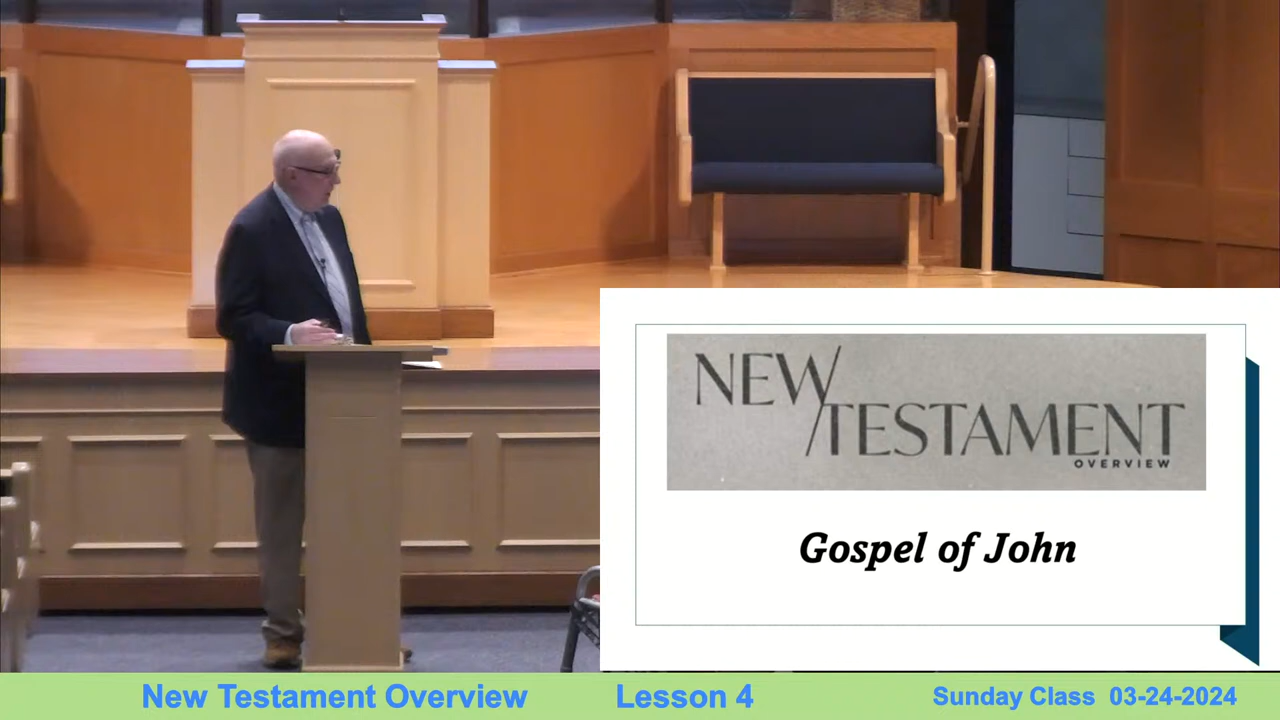 NEW
TESTAMENT
OVERVIEW
Gospel of John
New Testament Overview Lesson 4 Sunday Class 03-24-2024